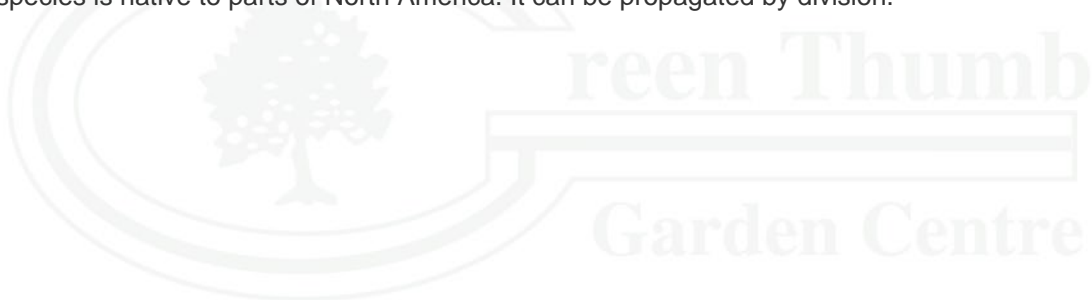 species is native to parts of North America. It can be propagated by division.
reen Thumb
Garden Centre